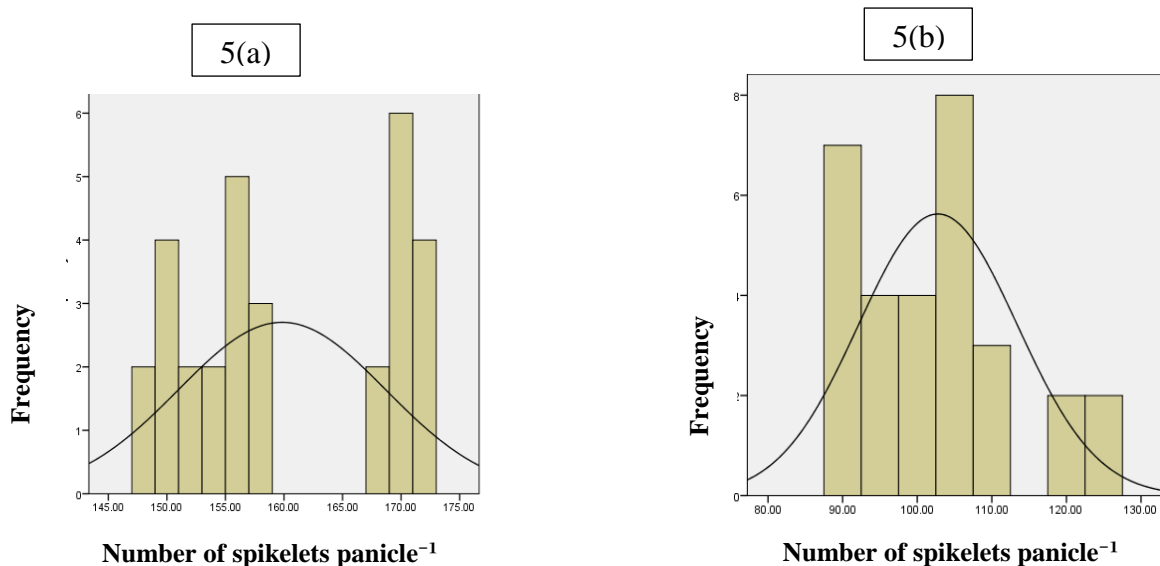 5(a)
6
5
4
3
2
1
0
145.00 150.00 155.00 160.00 165.00 170.00 175.00
Frequency
Number of spikelets panicle⁻¹
5(b)
8
6
4
2
0
80.00 90.00 100.00 110.00 120.00 130.00
Frequency
Number of spikelets panicle⁻¹